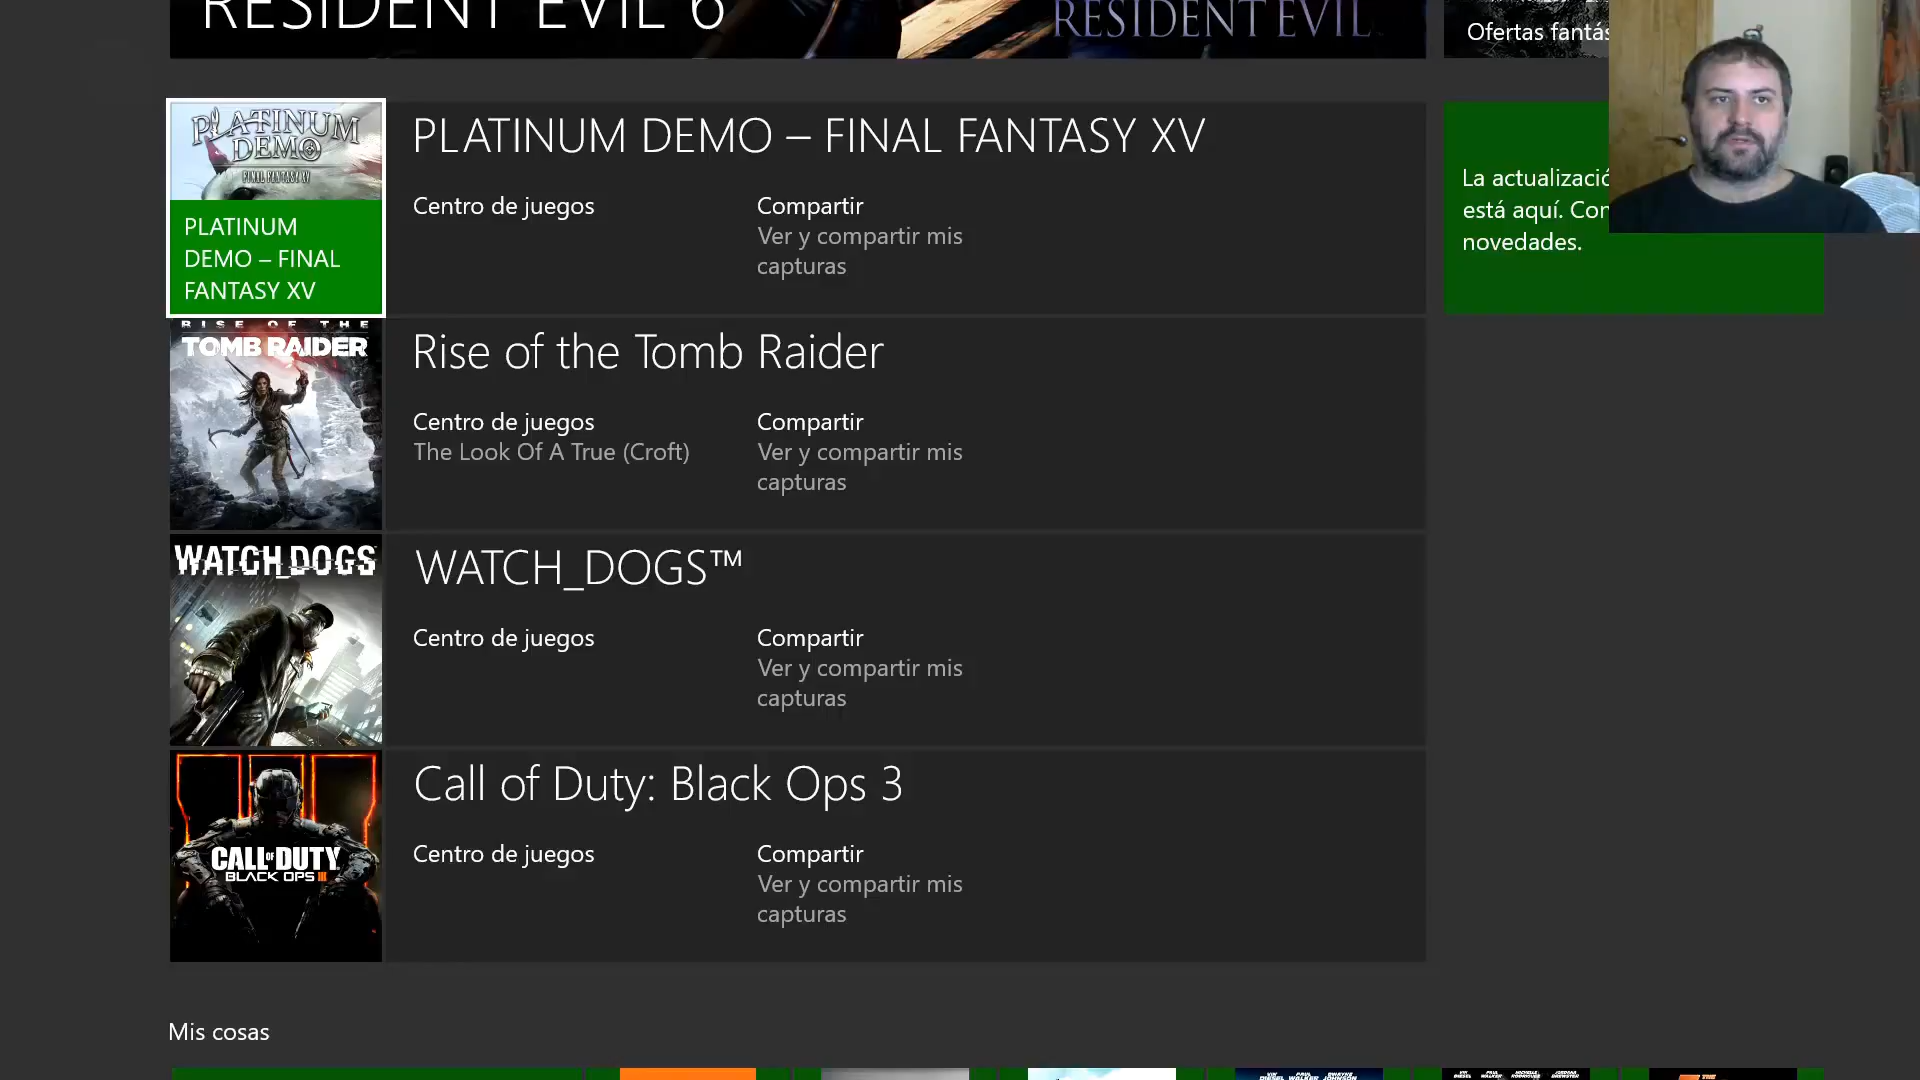 RESIDENT EVIL 6
RESIDENT EVIL
Ofertas fantás
PLATINUM
DEMO
FINAL FANTASY XV
PLATINUM
DEMO – FINAL
FANTASY XV
PLATINUM DEMO – FINAL FANTASY XV
Centro de juegos
Compartir
Ver y compartir mis
capturas
La actualizació
está aquí. Con
novedades.
RISE OF THE
TOMB RAIDER
Rise of the Tomb Raider
Centro de juegos
The Look Of A True (Croft)
Compartir
Ver y compartir mis
capturas
WATCH_DOGS
WATCH_DOGS™
Centro de juegos
Compartir
Ver y compartir mis
capturas
CALL OF DUTY
BLACK OPS III
Call of Duty: Black Ops 3
Centro de juegos
Compartir
Ver y compartir mis
capturas
Mis cosas